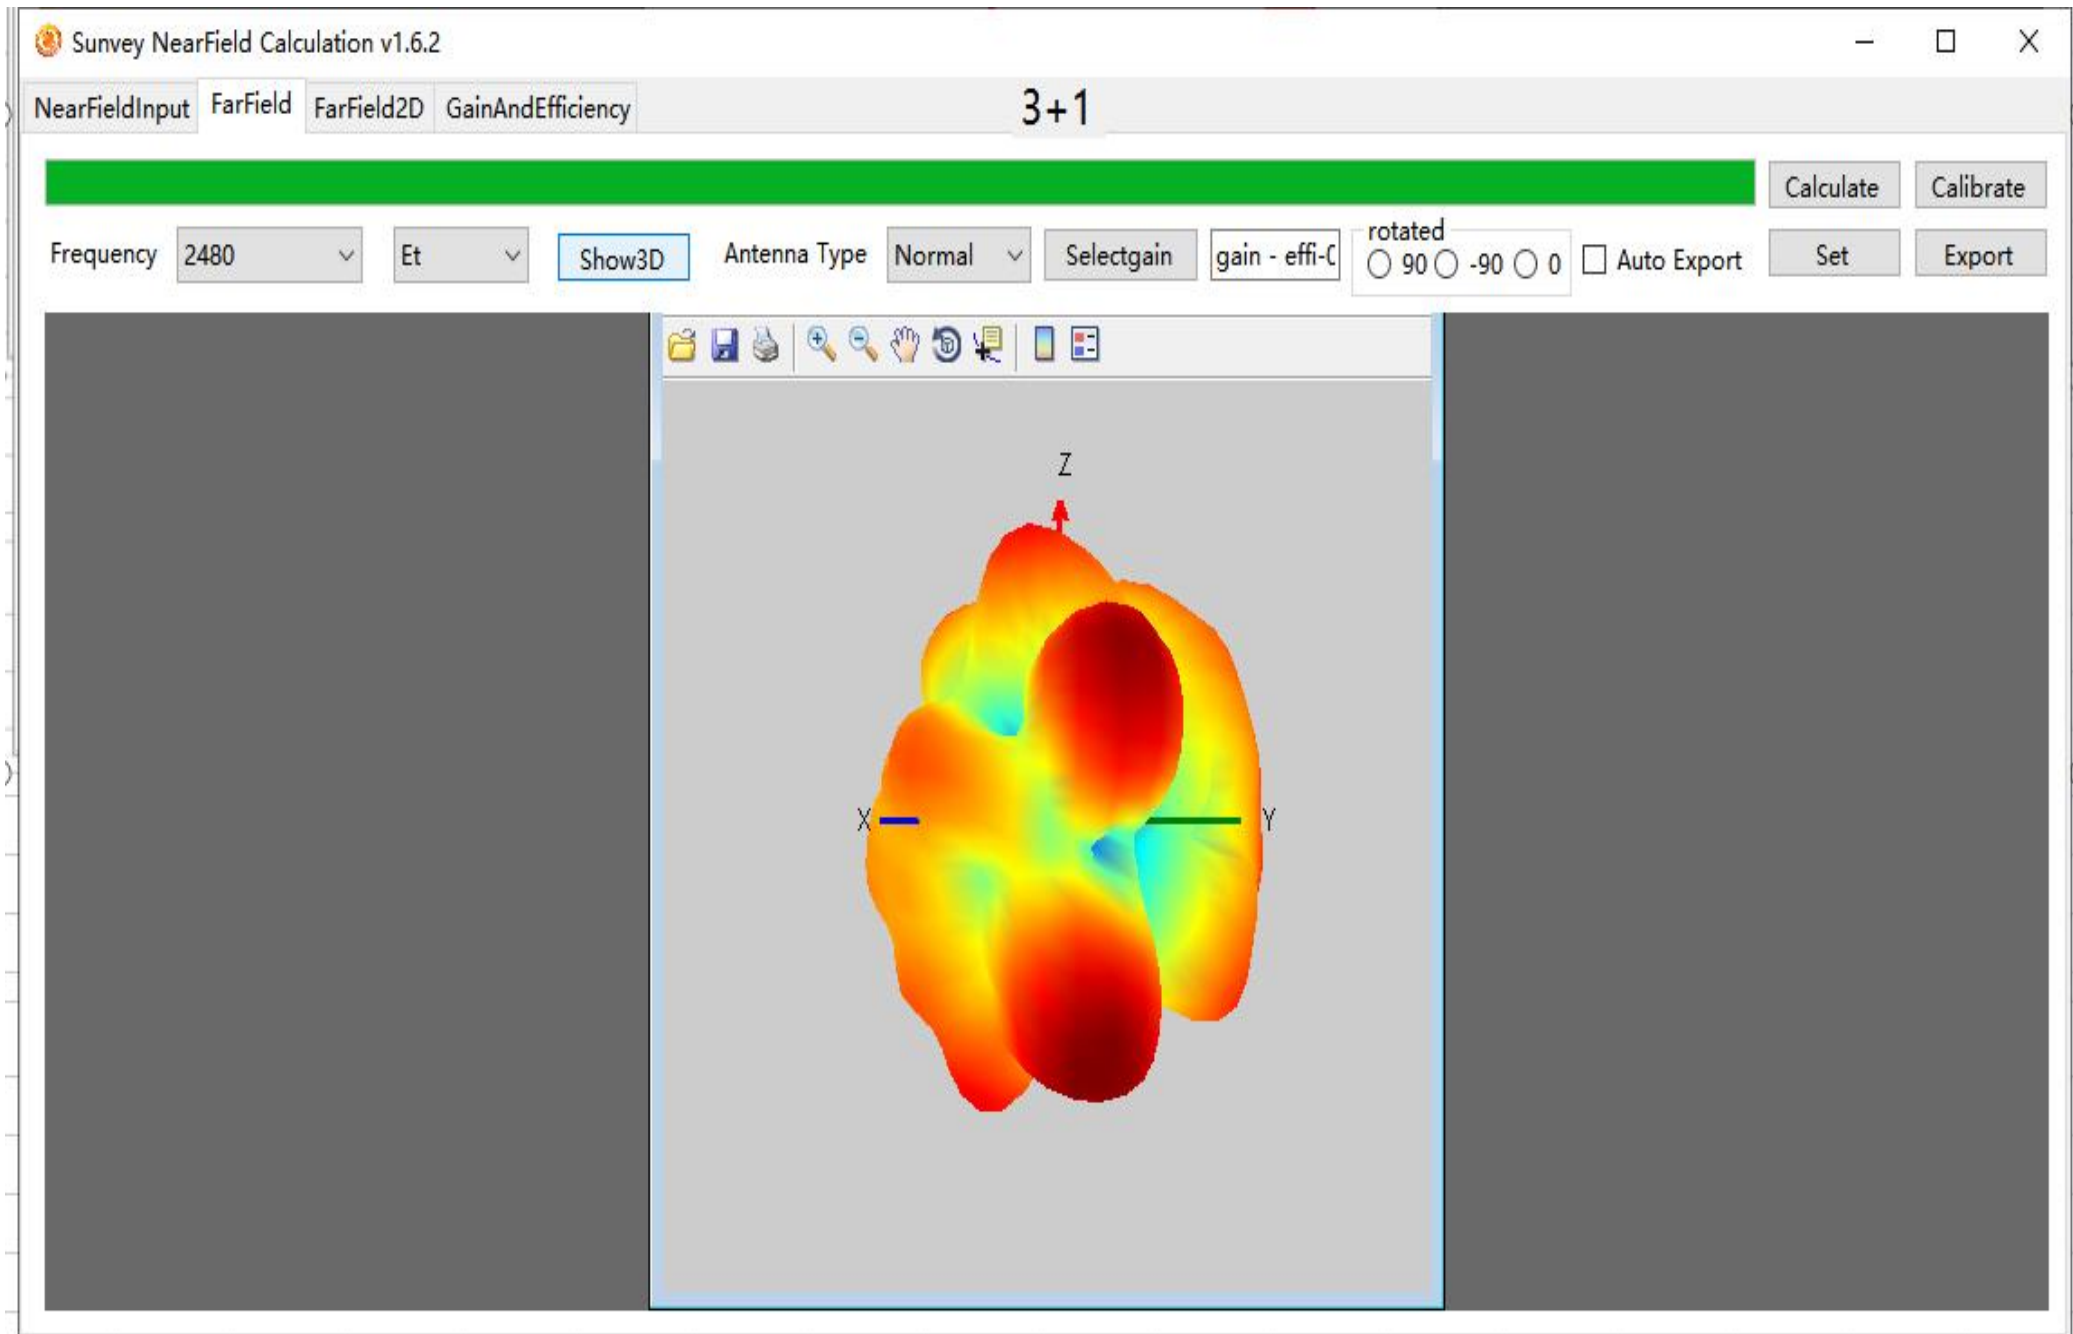 Sunvey NearField Calculation v1.6.2
NearFieldInput FarField FarField2D GainAndEfficiency 3+1
Calculate Calibrate
Frequency 2480 Et Show3D Antenna Type Normal Selectgain gain - effi-C rotated 90 -90 0 Auto Export Set Export
Z
X Y